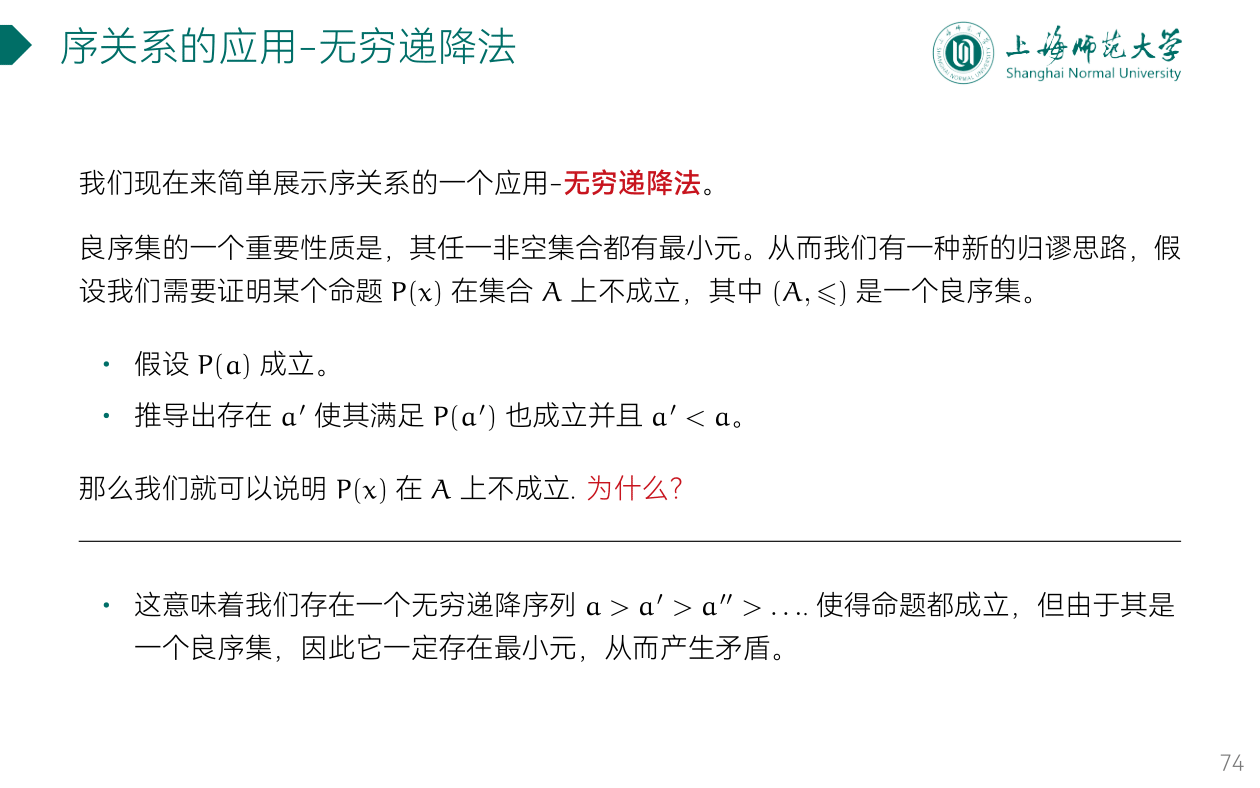 序关系的应用–无穷递降法
上海师范大学
Shanghai Normal University
我们现在来简单展示序关系的一个应用–无穷递降法。
良序集的一个重要性质是，其任一非空集合都有最小元。从而我们有一种新的归谬思路，假
设我们需要证明某个命题 P(x) 在集合 A 上不成立，其中 (A,⩽) 是一个良序集。
• 假设 P(a) 成立。
• 推导出存在 a′ 使其满足 P(a′) 也成立并且 a′ < a。
那么我们就可以说明 P(x) 在 A 上不成立. 为什么？
• 这意味着我们存在一个无穷递降序列 a > a′ > a′′ > .... 使得命题都成立，但由于其是
一个良序集，因此它一定存在最小元，从而产生矛盾。
74